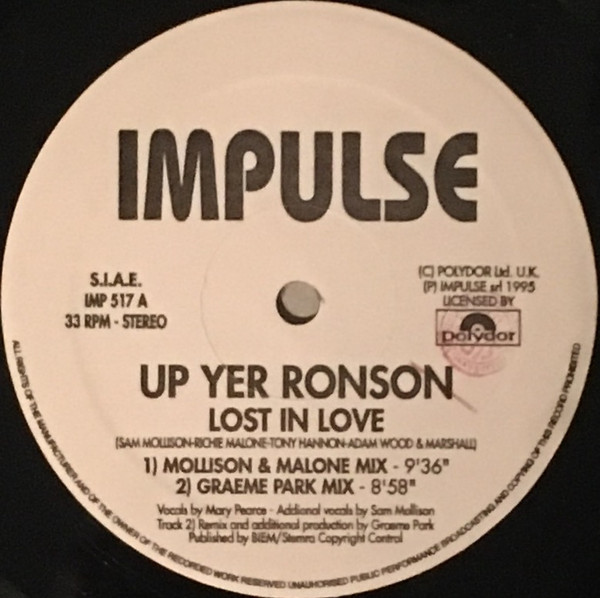 IMPULSE
S.I.A.E.
IMP 517 A
33 RPM - STEREO
(C) POLYDOR Ltd. U.K.
(P) IMPULSE srl 1995
LICENSED BY
polydor
UP YER RONSON
LOST IN LOVE
(SAM MOLLISON-RICHIE MALONE-TONY HANNON-ADAM WOOD & MARSHALL)
1) MOLLISON & MALONE MIX - 9'36"
2) GRAEME PARK MIX - 8'58"
Vocals by Mary Pearce - Addional vocals by Sam Mollison
Track 2) Remix and additional production by Graeme Park
Published by BIEM/Stemra Copyright Control
ALL RIGHTS OF THE MANUFACTURER AND OF THE OWNER OF THE RECORDED WORK RESERVED UNAUTHORISED PUBLIC PERFORMANCE BROADCASTING AND COPYING OF THIS RECORD PROHIBITED